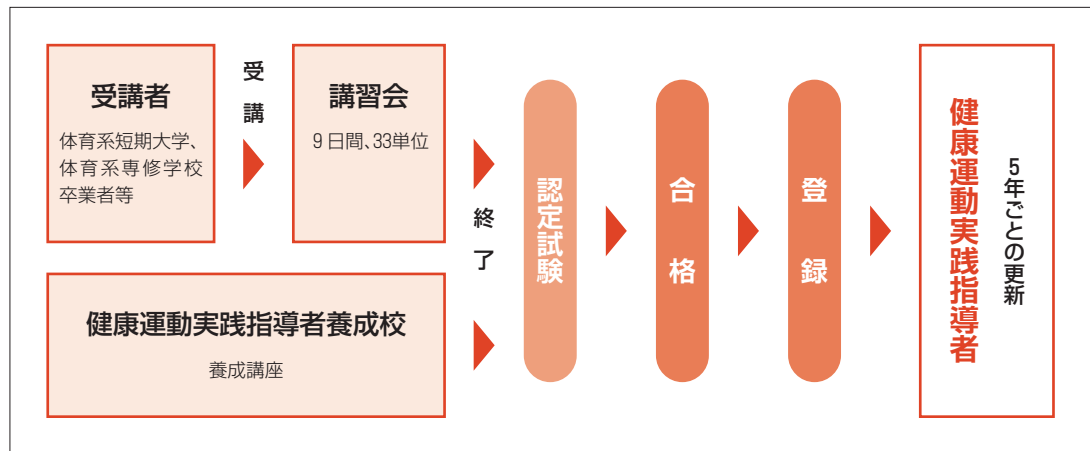 受講者
体育系短期大学、
体育系専修学校
卒業者等
受講
講習会
9日間、33単位
健康運動実践指導者養成校
養成講座
終了
認定試験
合格
登録
健康運動実践指導者
5年ごとの更新